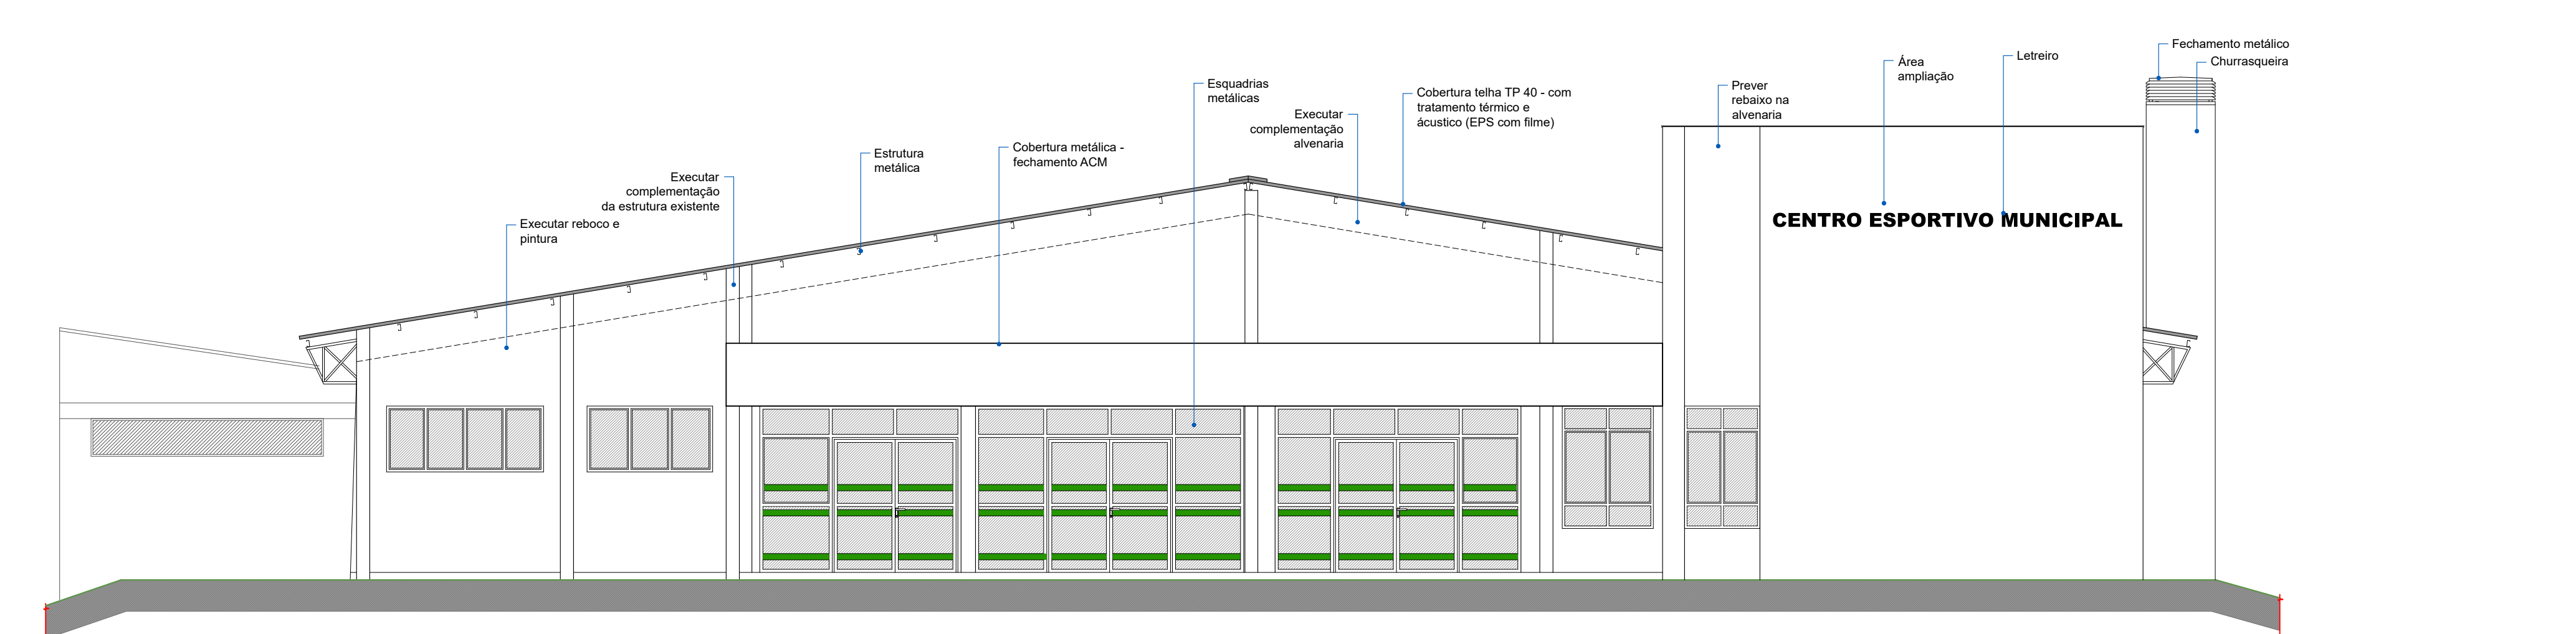 Executar reboco e
pintura
Executar
complementação
da estrutura existente
Estrutura
metálica
Cobertura metálica -
fechamento ACM
Esquadrias
metálicas
Executar
complementação
alvenaria
Cobertura telha TP 40 - com
tratamento térmico e
ácustico (EPS com filme)
Prever
rebaixo na
alvenaria
Área
ampliação
Letreiro
Fechamento metálico
Churrasqueira
CENTRO ESPORTIVO MUNICIPAL